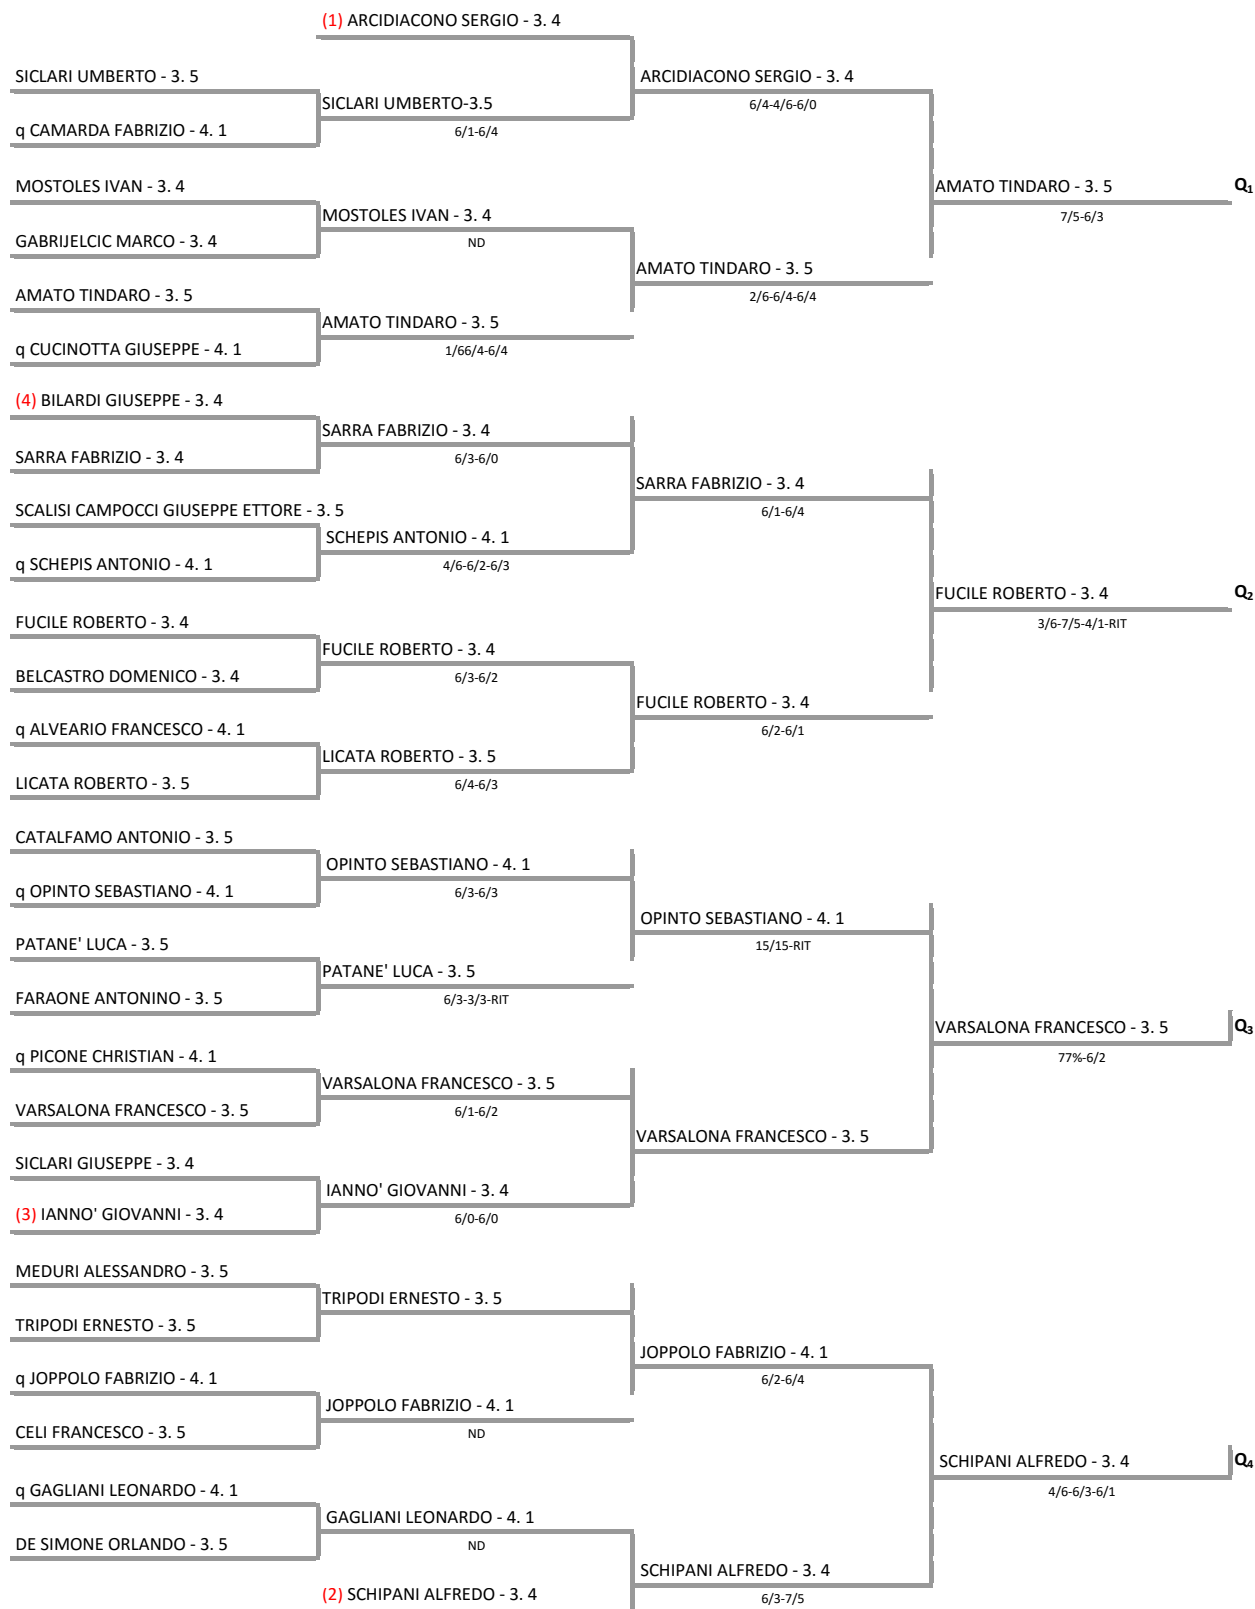 (1) ARCIDIACONO SERGIO - 3. 4
SICLARI UMBERTO - 3. 5
ARCIDIACONO SERGIO - 3. 4
SICLARI UMBERTO-3.5
6/4-4/6-6/0
q CAMARDA FABRIZIO - 4. 1
6/1-6/4
MOSTOLES IVAN - 3. 4
AMATO TINDARO - 3. 5
Q1
MOSTOLES IVAN - 3. 4
7/5-6/3
GABRIJELCIC MARCO - 3. 4
ND
AMATO TINDARO - 3. 5
AMATO TINDARO - 3. 5
2/6-6/4-6/4
AMATO TINDARO - 3. 5
q CUCINOTTA GIUSEPPE - 4. 1
1/66/4-6/4
(4) BILARDI GIUSEPPE - 3. 4
SARRA FABRIZIO - 3. 4
SARRA FABRIZIO - 3. 4
6/3-6/0
SARRA FABRIZIO - 3. 4
SCALISI CAMPOCCI GIUSEPPE ETTORE - 3. 5
6/1-6/4
SCHEPIS ANTONIO - 4. 1
q SCHEPIS ANTONIO - 4. 1
4/6-6/2-6/3
FUCILE ROBERTO - 3. 4
Q2
FUCILE ROBERTO - 3. 4
3/6-7/5-4/1-RIT
FUCILE ROBERTO - 3. 4
BELCASTRO DOMENICO - 3. 4
6/3-6/2
FUCILE ROBERTO - 3. 4
q ALVEARIO FRANCESCO - 4. 1
6/2-6/1
LICATA ROBERTO - 3. 5
LICATA ROBERTO - 3. 5
6/4-6/3
CATALFAMO ANTONIO - 3. 5
OPINTO SEBASTIANO - 4. 1
q OPINTO SEBASTIANO - 4. 1
6/3-6/3
OPINTO SEBASTIANO - 4. 1
PATANE' LUCA - 3. 5
15/15-RIT
PATANE' LUCA - 3. 5
FARAONE ANTONINO - 3. 5
6/3-3/3-RIT
VARSALONA FRANCESCO - 3. 5
Q3
q PICONE CHRISTIAN - 4. 1
77%-6/2
VARSALONA FRANCESCO - 3. 5
VARSALONA FRANCESCO - 3. 5
6/1-6/2
VARSALONA FRANCESCO - 3. 5
SICLARI GIUSEPPE - 3. 4
IANNO' GIOVANNI - 3. 4
(3) IANNO' GIOVANNI - 3. 4
6/0-6/0
MEDURI ALESSANDRO - 3. 5
TRIPODI ERNESTO - 3. 5
TRIPODI ERNESTO - 3. 5
JOPPOLO FABRIZIO - 4. 1
q JOPPOLO FABRIZIO - 4. 1
6/2-6/4
JOPPOLO FABRIZIO - 4. 1
CELI FRANCESCO - 3. 5
ND
SCHIPANI ALFREDO - 3. 4
Q4
q GAGLIANI LEONARDO - 4. 1
4/6-6/3-6/1
GAGLIANI LEONARDO - 4. 1
DE SIMONE ORLANDO - 3. 5
ND
SCHIPANI ALFREDO - 3. 4
(2) SCHIPANI ALFREDO - 3. 4
6/3-7/5